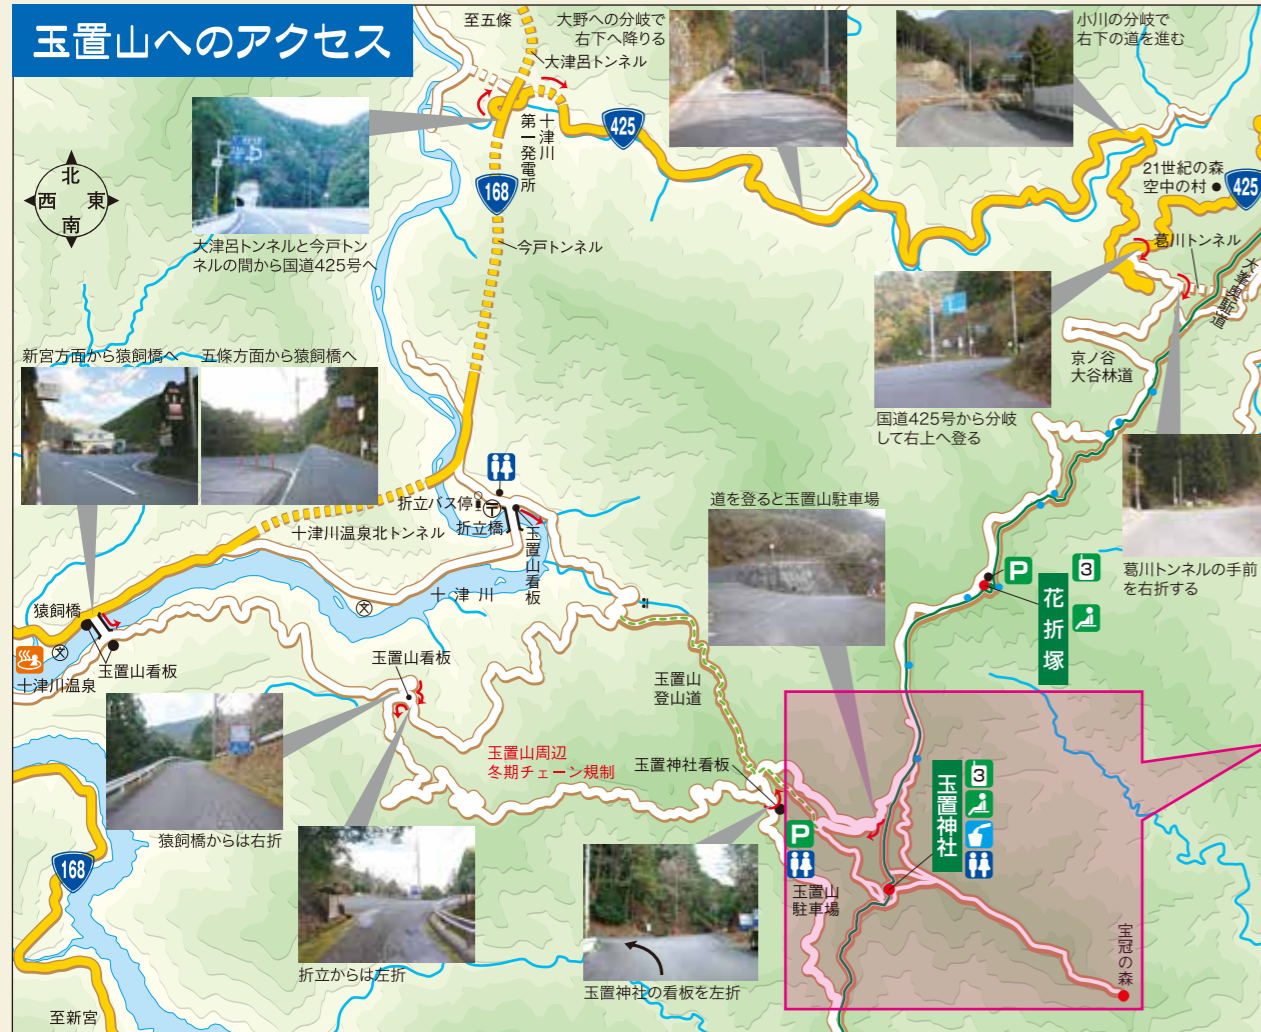 玉置山へのアクセス
至五條
大野への分岐で
右下へ降りる
小川の分岐で
右下の道を進む
大津呂トンネル
十津川
第一発電所
425
168
北
西
東
南
21世紀の森
空中の村
425
大津呂トンネルと今戸トン
ネルの間から国道425号へ
今戸トンネル
葛川トンネル
大峯奥駈道
新宮方面から猿飼橋へ
五條方面から猿飼橋へ
京ノ谷
大谷林道
国道425号から分岐
して右上へ登る
折立バス停
〒
折立橋
十津川温泉北トンネル
玉置山看板
道を登ると玉置山駐車場
P
3
花折塚
葛川トンネルの手前
を右折する
十津川
文
猿飼橋
文
玉置山看板
十津川温泉
玉置山看板
玉置山
登山道
玉置山周辺
冬期チェーン規制
玉置神社看板
玉置神社
3
P
玉置山
駐車場
猿飼橋からは右折
168
折立からは左折
玉置神社の看板を左折
宝冠の森
至新宮